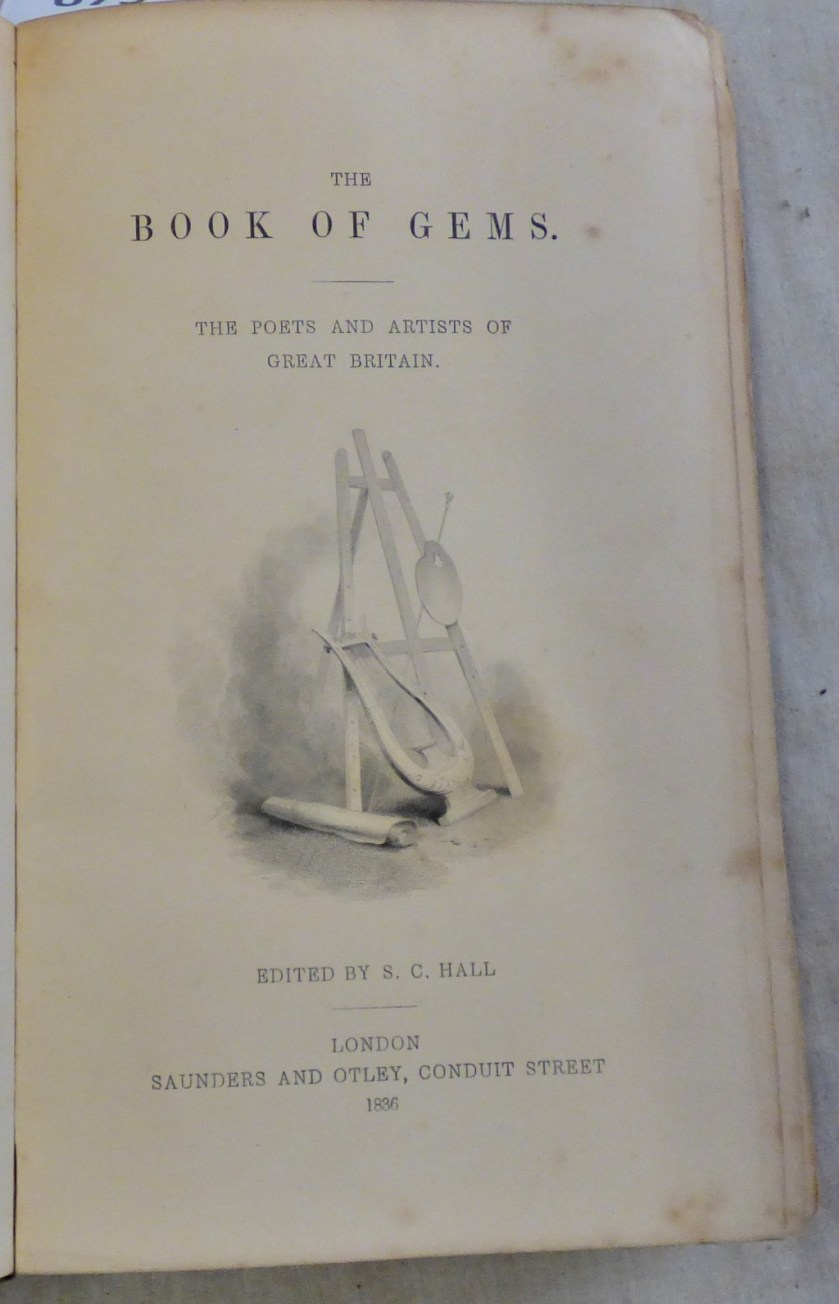 THE
BOOK OF GEMS.
THE POETS AND ARTISTS OF
GREAT BRITAIN.
EDITED BY S. C. HALL
LONDON
SAUNDERS AND OTLEY, CONDUIT STREET
1836